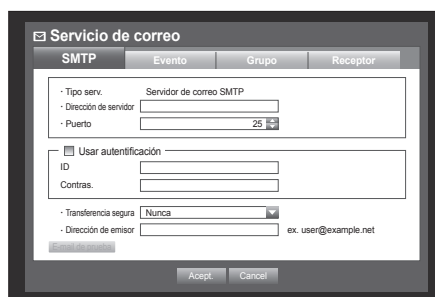 Servicio de correo
SMTP Evento Grupo Receptor
· Tipo serv. Servidor de correo SMTP
· Dirección de servidor
· Puerto 25
Usar autentificación
ID
Contras.
· Transferencia segura Nunca
· Dirección de emisor ex. user@example.net
E-mail de prueba
Acept. Cancel